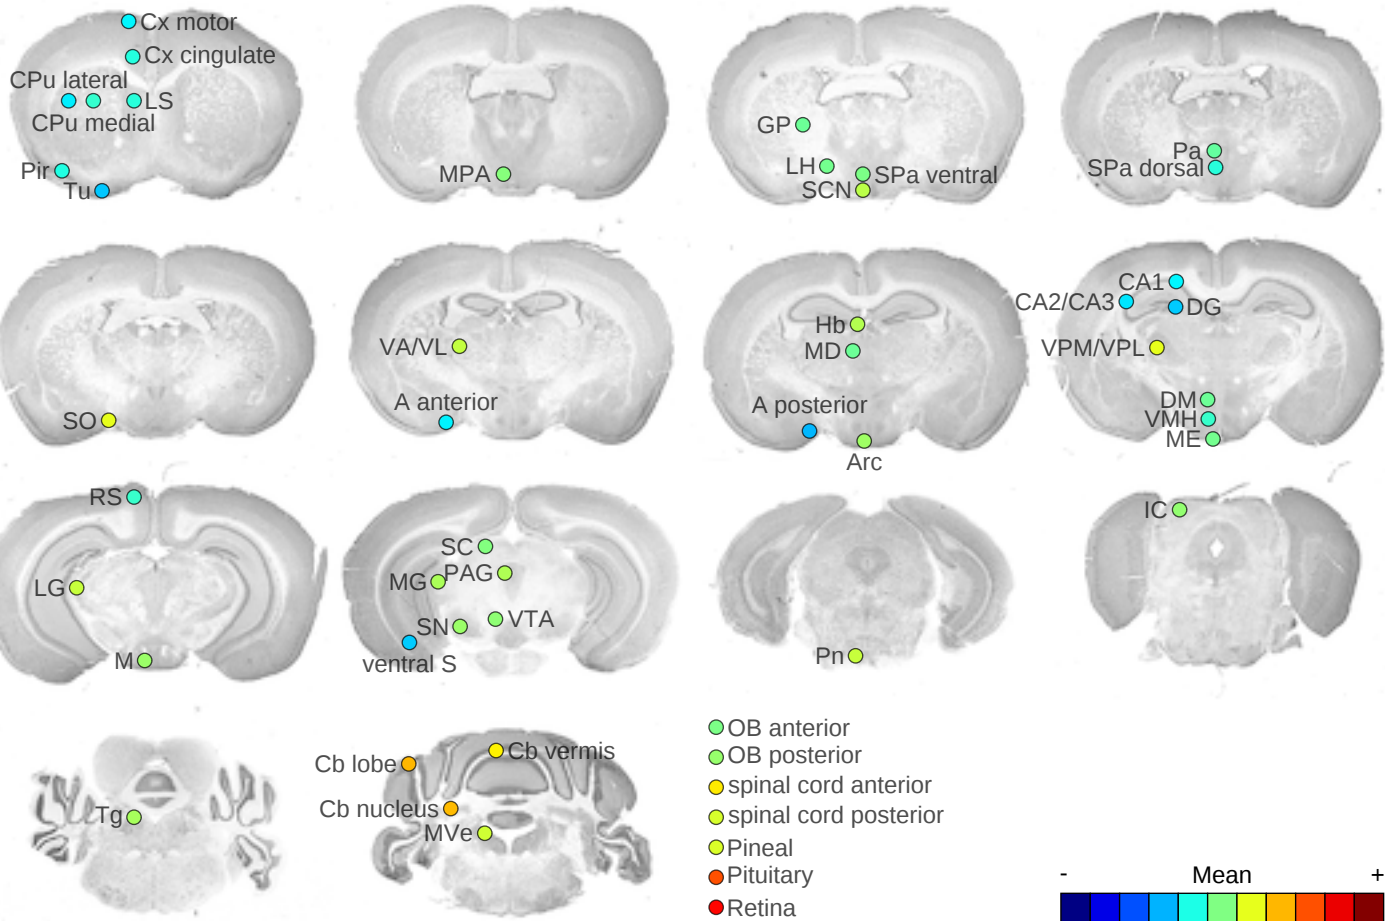 Cx motor
Cx cingulate
CPu lateral
LS
CPu medial
Pir
Tu
MPA
GP
LH
SPa ventral
SCN
Pa
SPa dorsal
SO
VA/VL
A anterior
Hb
MD
A posterior
Arc
CA1
CA2/CA3
DG
VPM/VPL
DM
VMH
ME
RS
LG
M
SC
MG
PAG
SN
VTA
ventral S
Pn
IC
Tg
Cb lobe
Cb vermis
Cb nucleus
MVe
OB anterior
OB posterior
spinal cord anterior
spinal cord posterior
Pineal
Pituitary
Retina
- Mean +